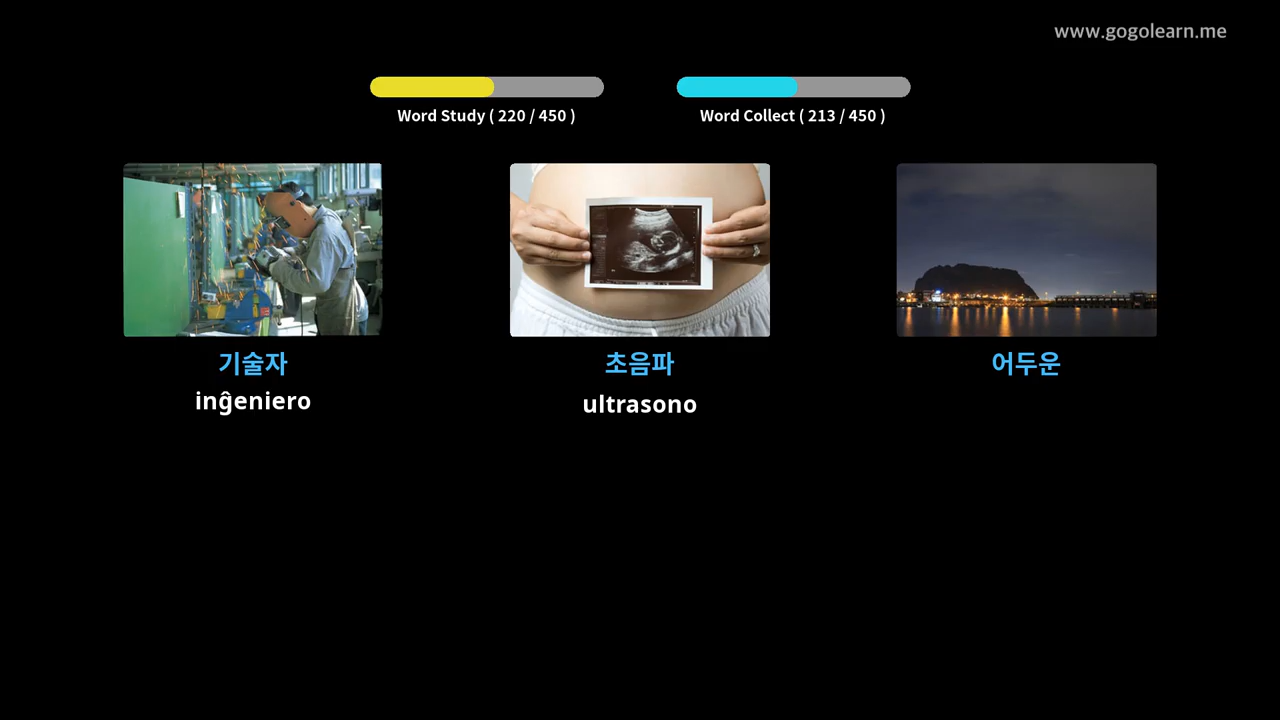 www.gogolearn.me
Word Study ( 220 / 450 )
Word Collect ( 213 / 450 )
기술자
초음파
어두운
inĝeniero
ultrasono